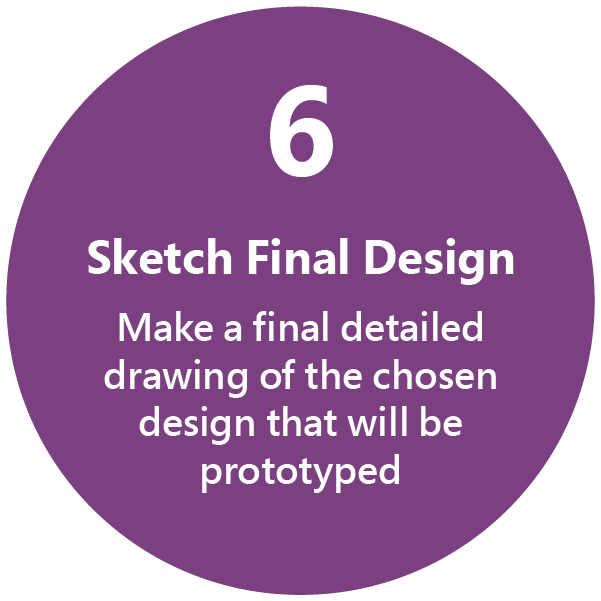 6
Sketch Final Design
Make a final detailed
drawing of the chosen
design that will be
prototyped